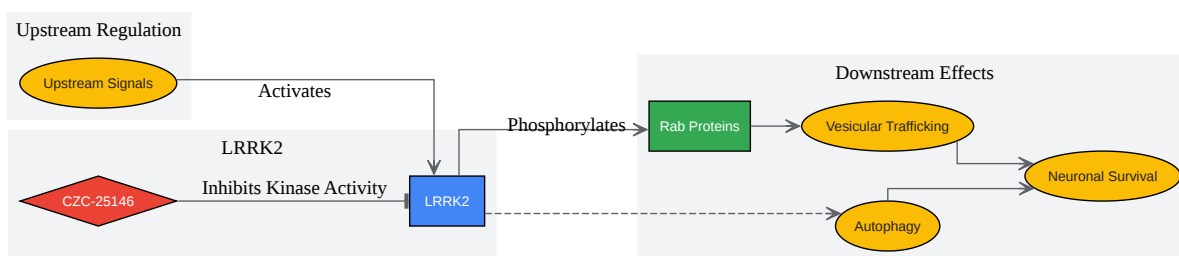 Upstream Regulation
Upstream Signals
Activates
LRRK2
CZC-25146
Inhibits Kinase Activity
LRRK2
Phosphorylates
Downstream Effects
Rab Proteins
Vesicular Trafficking
Neuronal Survival
Autophagy